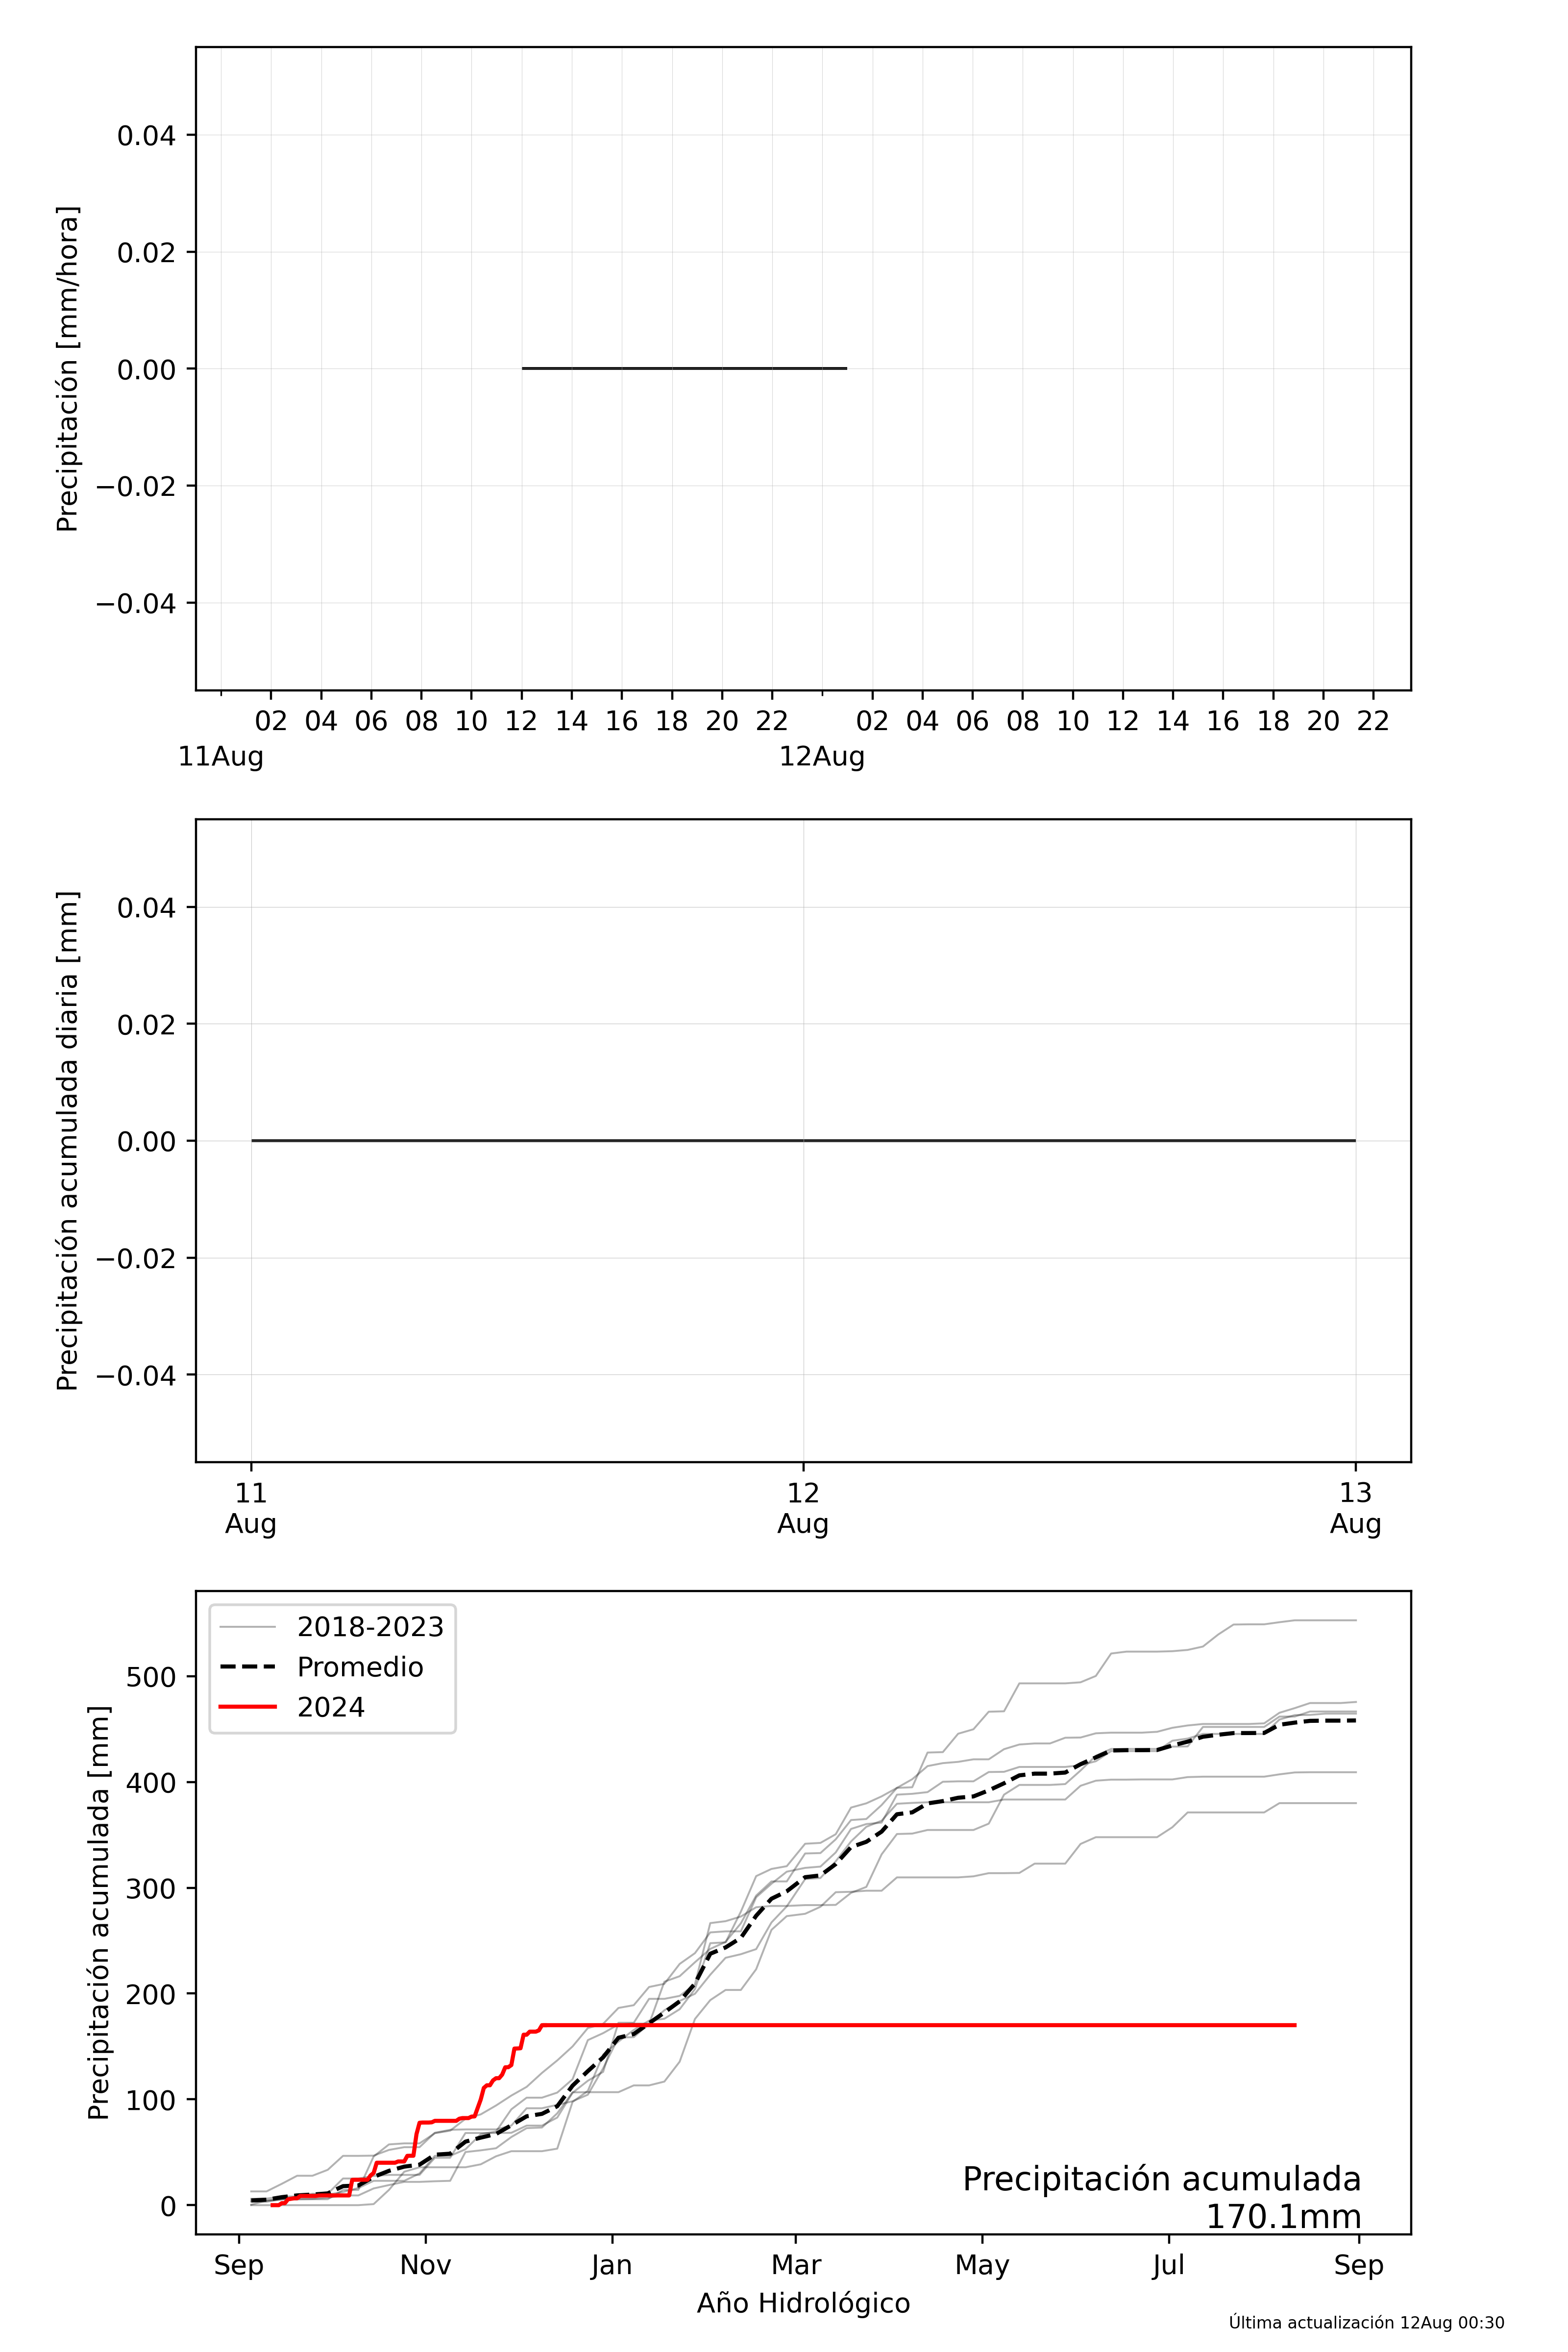 Precipitación [mm/hora]
0.04
0.02
0.00
−0.02
−0.04
02 04 06 08 10 12 14 16 18 20 22 02 04 06 08 10 12 14 16 18 20 22
11Aug 12Aug
Precipitación acumulada diaria [mm]
0.04
0.02
0.00
−0.02
−0.04
11 12 13
Aug Aug Aug
Precipitación acumulada [mm]
500
400
300
200
100
0
2018-2023
Promedio
2024
Precipitación acumulada
170.1mm
Sep Nov Jan Mar May Jul Sep
Año Hidrológico
Última actualización 12Aug 00:30